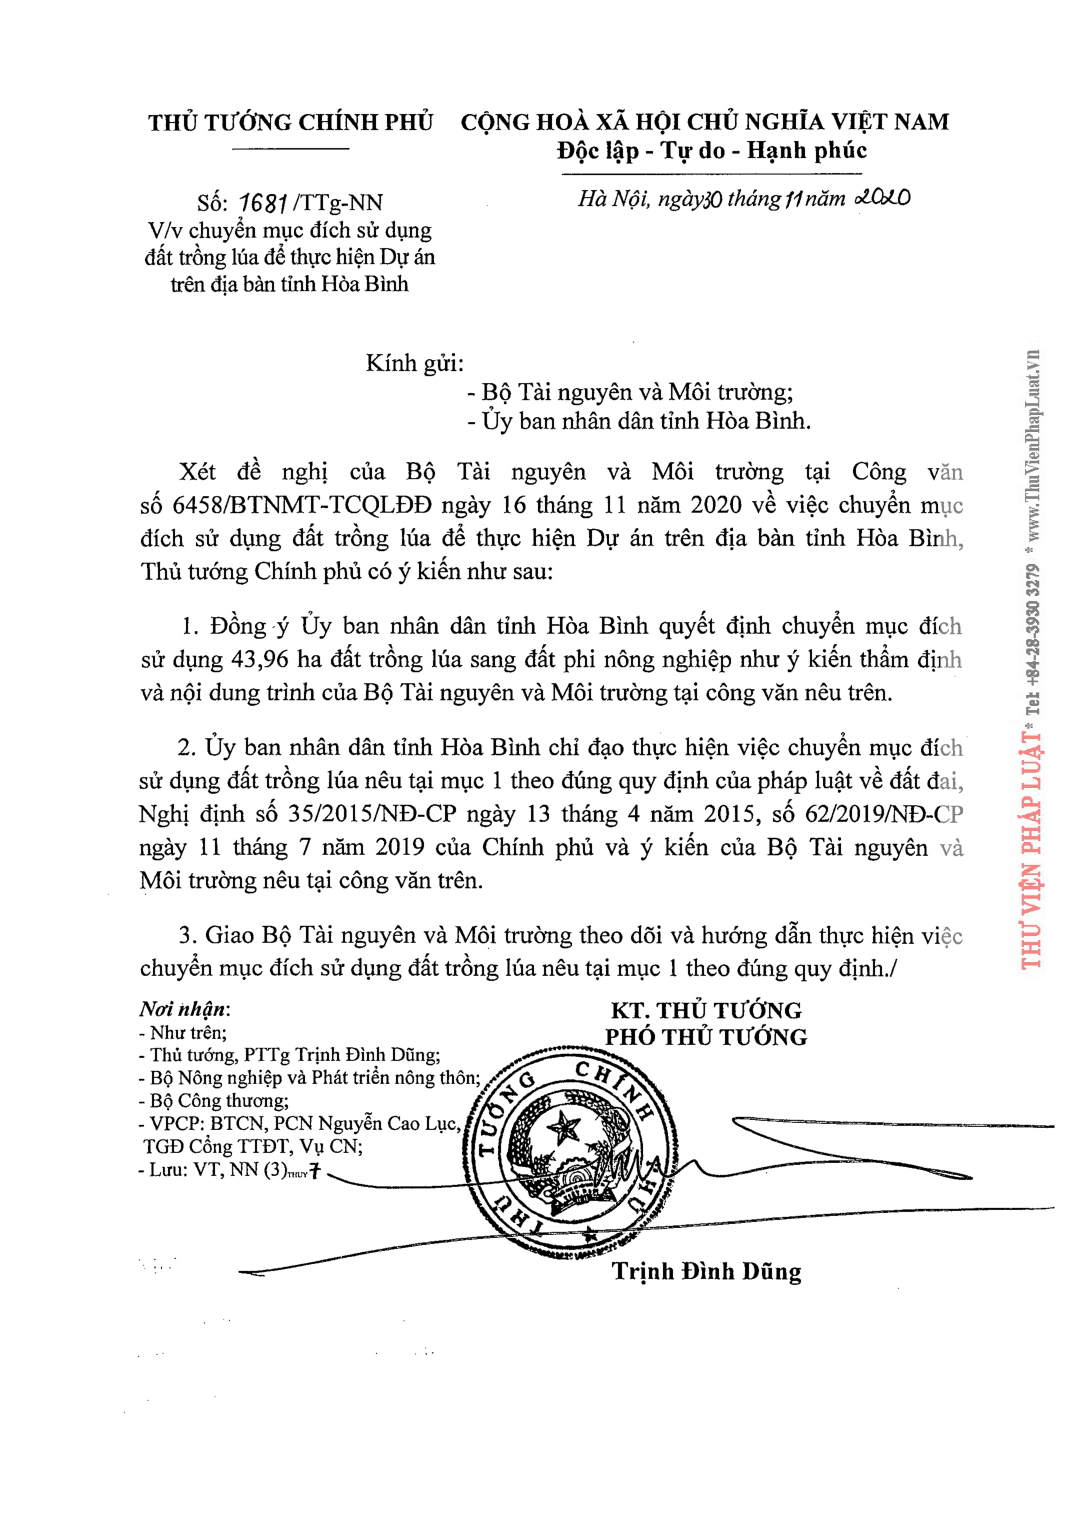 THỦ TƯỚNG CHÍNH PHỦ
CỘNG HOÀ XÃ HỘI CHỦ NGHĨA VIỆT NAM
Độc lập - Tự do - Hạnh phúc
Số: 1681/TTg-NN
Hà Nội, ngày 30 tháng 11 năm 2020
V/v chuyển mục đích sử dụng
đất trồng lúa để thực hiện Dự án
trên địa bàn tỉnh Hòa Bình
Kính gửi:
- Bộ Tài nguyên và Môi trường;
- Ủy ban nhân dân tỉnh Hòa Bình.
Xét đề nghị của Bộ Tài nguyên và Môi trường tại Công văn
số 6458/BTNMT-TCQLĐĐ ngày 16 tháng 11 năm 2020 về việc chuyển mục
đích sử dụng đất trồng lúa để thực hiện Dự án trên địa bàn tỉnh Hòa Bình,
Thủ tướng Chính phủ có ý kiến như sau:
1. Đồng ý Ủy ban nhân dân tỉnh Hòa Bình quyết định chuyển mục đích
sử dụng 43,96 ha đất trồng lúa sang đất phi nông nghiệp như ý kiến thẩm định
và nội dung trình của Bộ Tài nguyên và Môi trường tại công văn nêu trên.
2. Ủy ban nhân dân tỉnh Hòa Bình chỉ đạo thực hiện việc chuyển mục đích
sử dụng đất trồng lúa nêu tại mục 1 theo đúng quy định của pháp luật về đất đai,
Nghị định số 35/2015/NĐ-CP ngày 13 tháng 4 năm 2015, số 62/2019/NĐ-CP
ngày 11 tháng 7 năm 2019 của Chính phủ và ý kiến của Bộ Tài nguyên và
Môi trường nêu tại công văn trên.
3. Giao Bộ Tài nguyên và Môi trường theo dõi và hướng dẫn thực hiện việc
chuyển mục đích sử dụng đất trồng lúa nêu tại mục 1 theo đúng quy định./
Nơi nhận:
- Như trên;
- Thủ tướng, PTTg Trịnh Đình Dũng;
- Bộ Nông nghiệp và Phát triển nông thôn;
- Bộ Công thương;
- VPCP: BTCN, PCN Nguyễn Cao Lục,
TGĐ Cổng TTĐT, Vụ CN;
- Lưu: VT, NN (3)THUY 7
KT. THỦ TƯỚNG
PHÓ THỦ TƯỚNG
THỦ TƯỚNG CHÍNH PHỦ
Trịnh Đình Dũng
THƯ VIỆN PHÁP LUẬT * Tel: +84-28-3930 3279 * www.ThuVienPhapLuat.vn